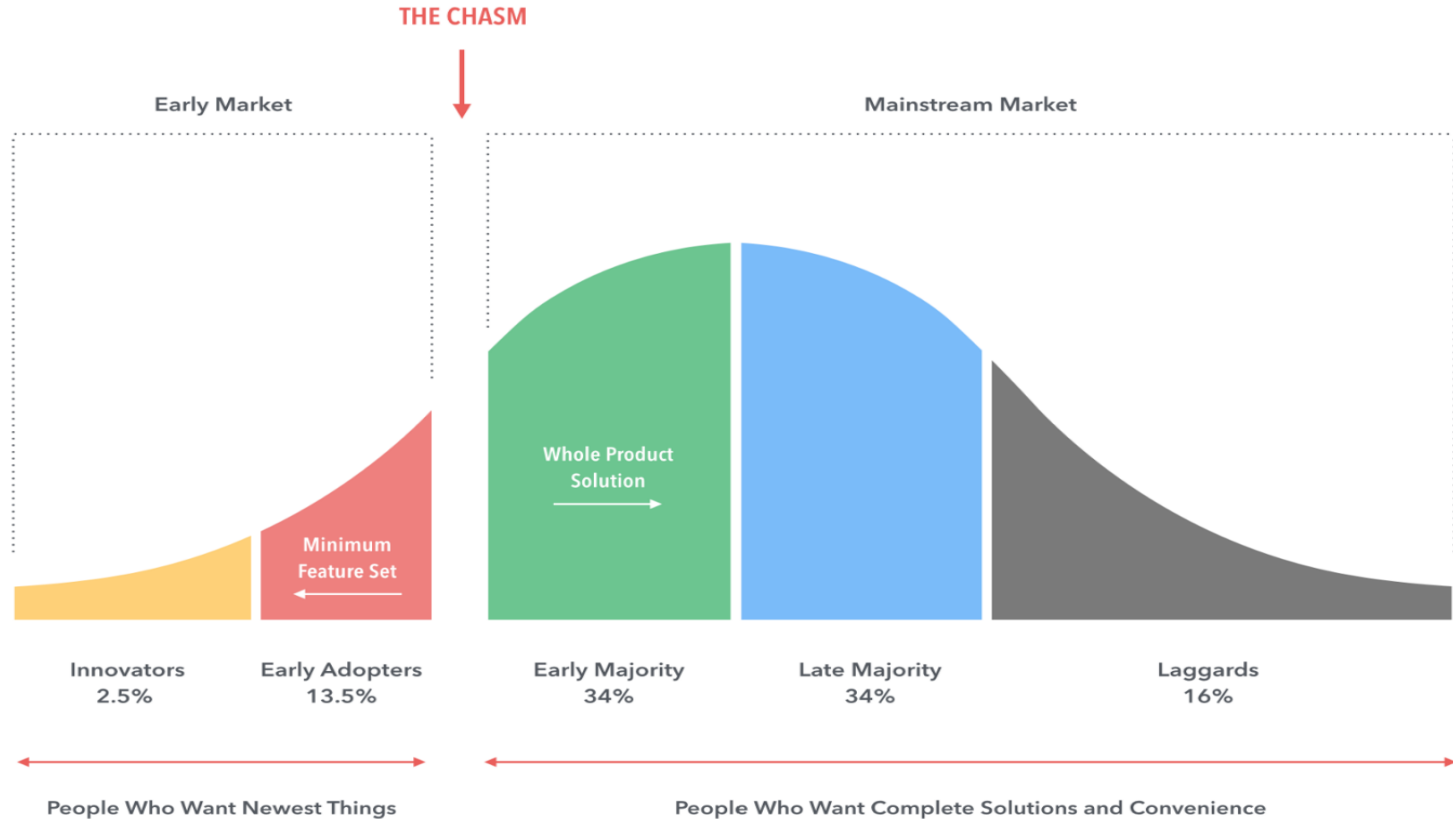 THE CHASM
Early Market
Mainstream Market
Whole Product
Solution
Minimum
Feature Set
Innovators
2.5%
Early Adopters
13.5%
Early Majority
34%
Late Majority
34%
Laggards
16%
People Who Want Newest Things
People Who Want Complete Solutions and Convenience